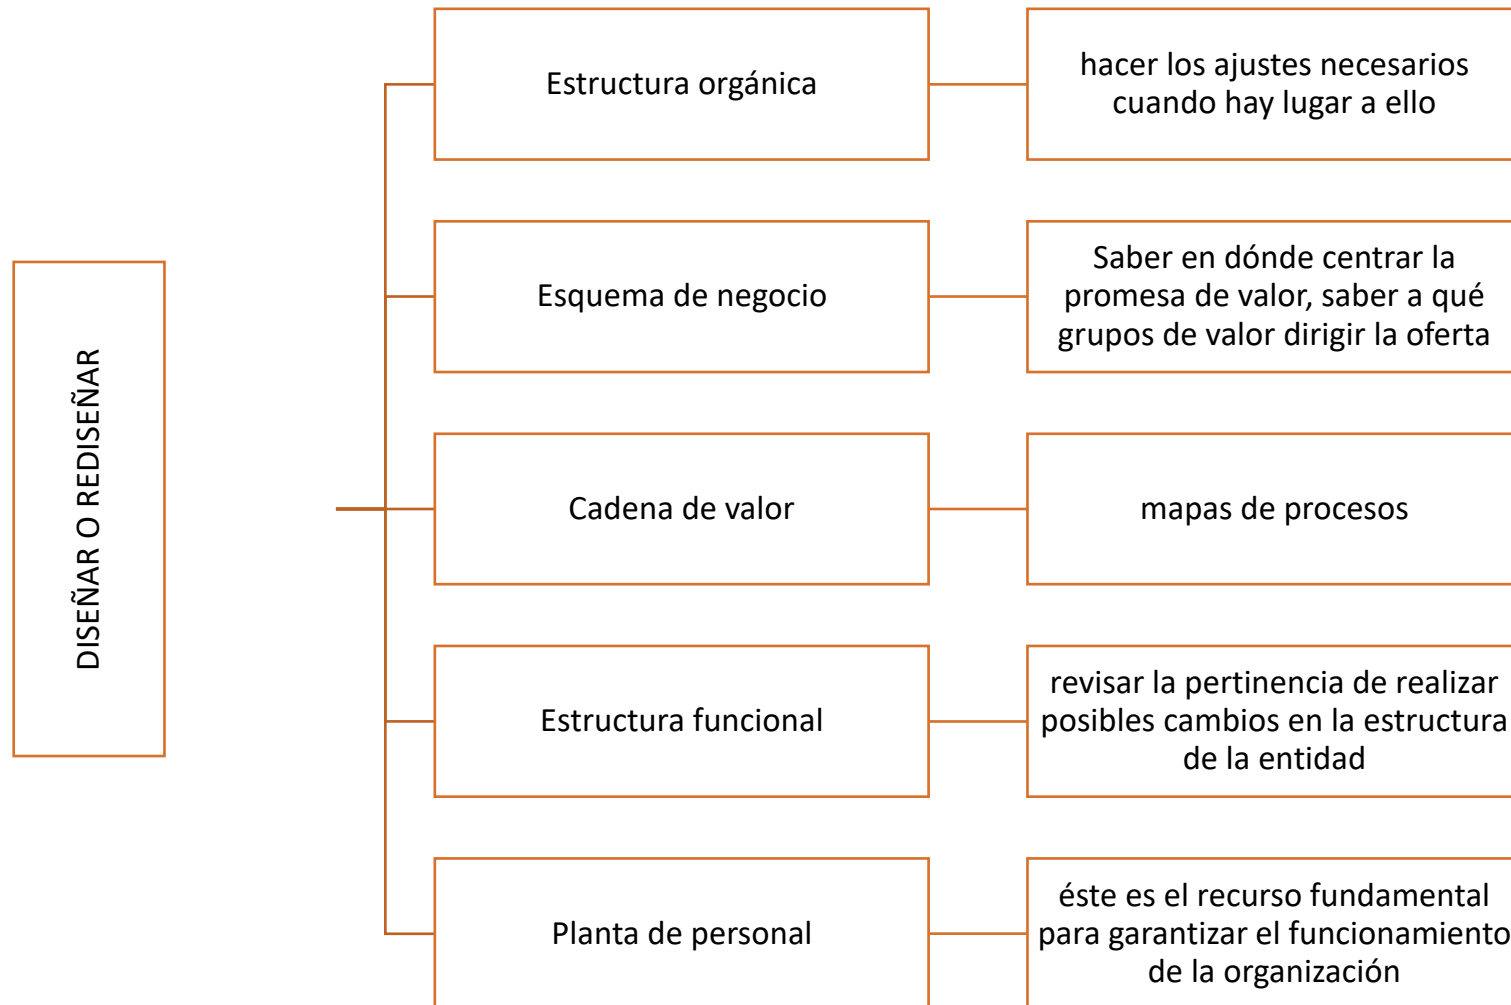 DISEÑAR O REDISEÑAR
Estructura orgánica
hacer los ajustes necesarios
cuando hay lugar a ello
Esquema de negocio
Saber en dónde centrar la
promesa de valor, saber a qué
grupos de valor dirigir la oferta
Cadena de valor
mapas de procesos
Estructura funcional
revisar la pertinencia de realizar
posibles cambios en la estructura
de la entidad
Planta de personal
éste es el recurso fundamental
para garantizar el funcionamiento
de la organización